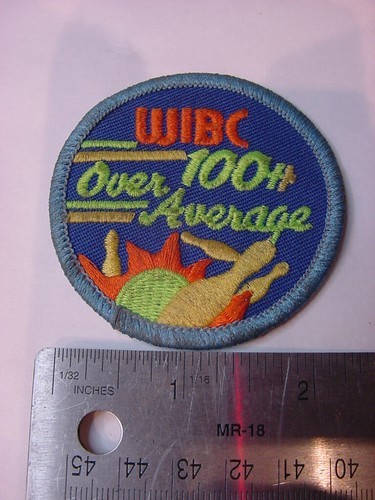 WIBC
100+
Over
Average
1/32
1/16
INCHES
1
2
MR-18
45
44
43
42
41
40